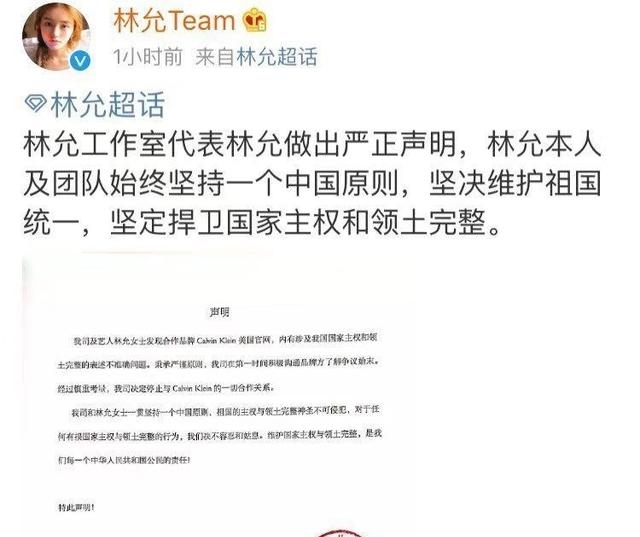 林允Team
1小时前 来自林允超话
林允超话
林允工作室代表林允做出严正声明，林允本人
及团队始终坚持一个中国原则，坚决维护祖国
统一，坚定捍卫国家主权和领土完整。
声明
我司及艺人林允女士发现合作品牌 Calvin Klein 美国官网，内有涉及我国国家主权和领
土完整的表述不准确问题。秉承严谨原则，我司在第一时间积极沟通品牌方了解争议始末。
经过慎重考量，我司决定停止与 Calvin Klein 的一切合作关系。
我司和林允女士一贯坚持一个中国原则，祖国的主权与领土完整神圣不可侵犯，对于任
何有损国家主权与领土完整的行为，我们决不容忍和姑息。维护国家主权与领土完整，是我
们每一个中华人民共和国公民的责任！
特此声明！